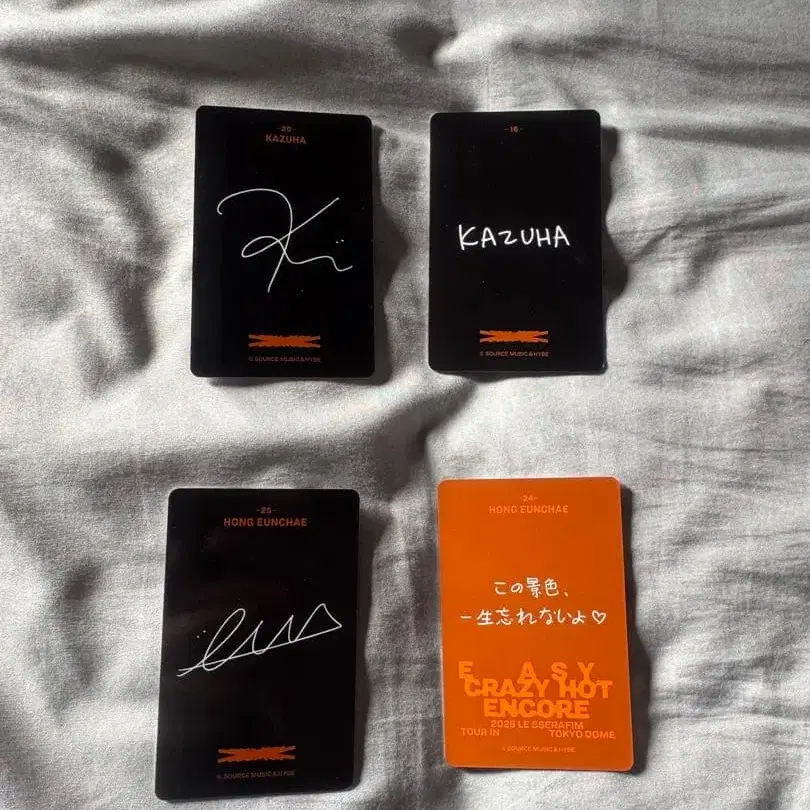 -20-
KAZUHA
© SOURCE MUSIC & HYBE
-16-
KAZUHA
© SOURCE MUSIC & HYBE
-25-
HONG EUNCHAE
© SOURCE MUSIC & HYBE
-24-
HONG EUNCHAE
この景色、
一生忘れないよ♡
EASY
CRAZY HOT
ENCORE
2025 LE SSERAFIM
TOUR IN TOKYO DOME
© SOURCE MUSIC & HYBE